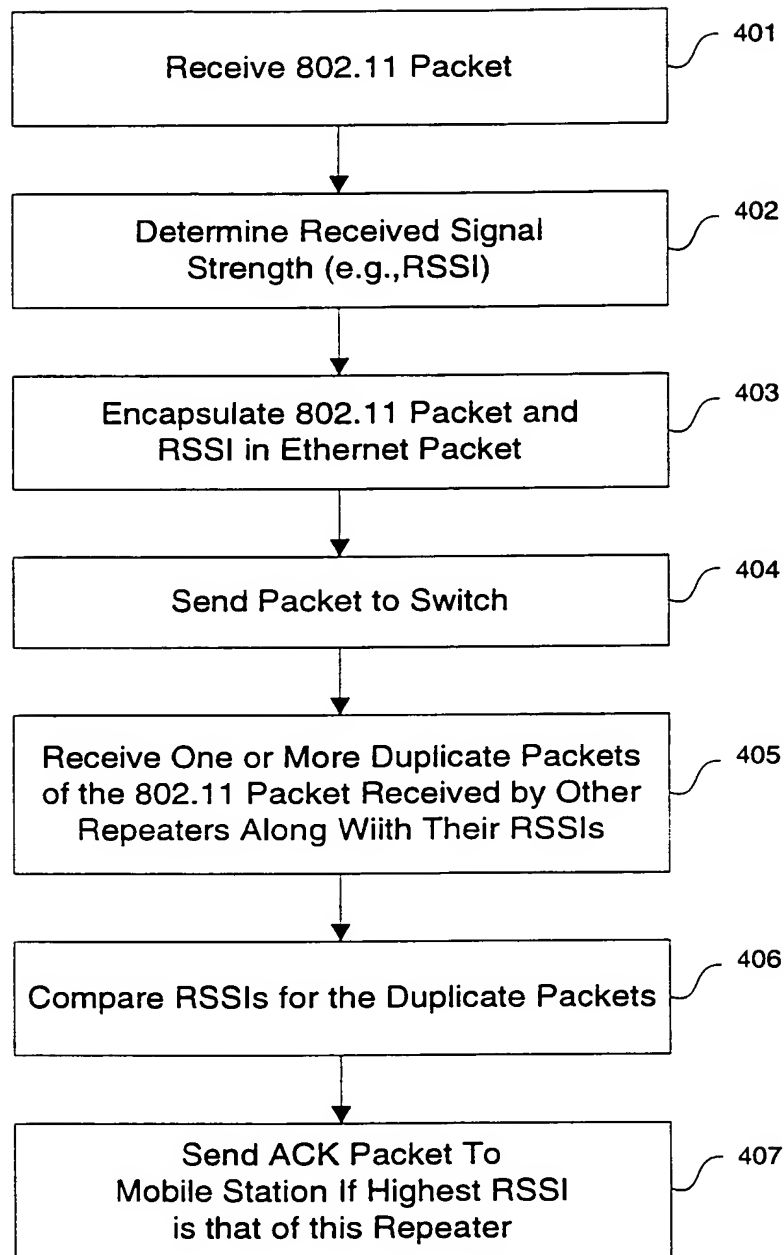 Receive 802.11 Packet
401
Determine Received Signal
Strength (e.g.,RSSI)
402
Encapsulate 802.11 Packet and
RSSI in Ethernet Packet
403
Send Packet to Switch
404
Receive One or More Duplicate Packets
of the 802.11 Packet Received by Other
Repeaters Along Wiith Their RSSIs
405
Compare RSSIs for the Duplicate Packets
406
Send ACK Packet To
Mobile Station If Highest RSSI
is that of this Repeater
407